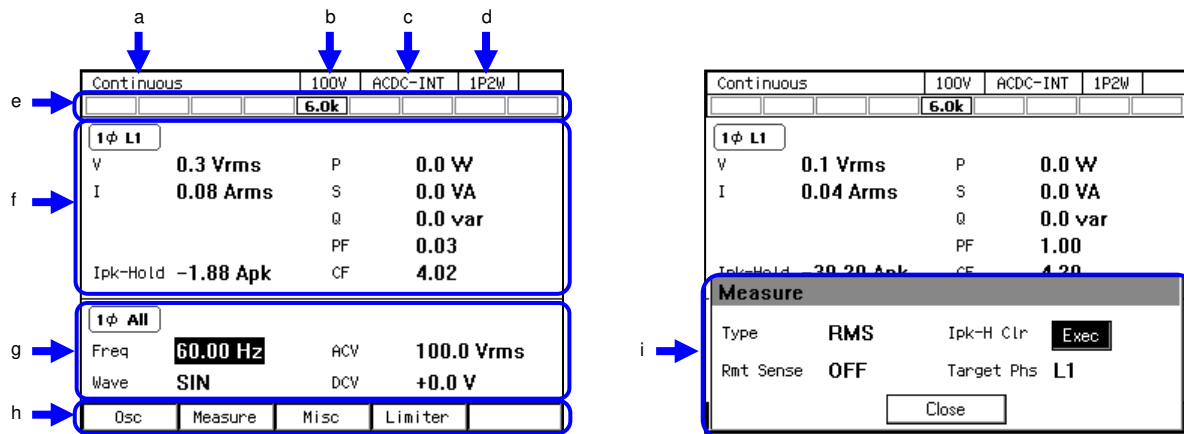 a b c d
Continuous 100V ACDC-INT 1P2W
e 6.0k
1ϕ L1
V 0.3 Vrms P 0.0 W
f I 0.08 Arms S 0.0 VA
Q 0.0 var
PF 0.03
Ipk-Hold −1.88 Apk CF 4.02
1ϕ All
g Freq 60.00 Hz ACV 100.0 Vrms
Wave SIN DCV +0.0 V
h Osc Measure Misc Limiter
Continuous 100V ACDC-INT 1P2W
6.0k
1ϕ L1
V 0.1 Vrms P 0.0 W
I 0.04 Arms S 0.0 VA
Q 0.0 var
PF 1.00
Ipk-Hold Apk CF
Measure
i Type RMS Ipk-H Clr Exec
Rmt Sense OFF Target Phs L1
Close